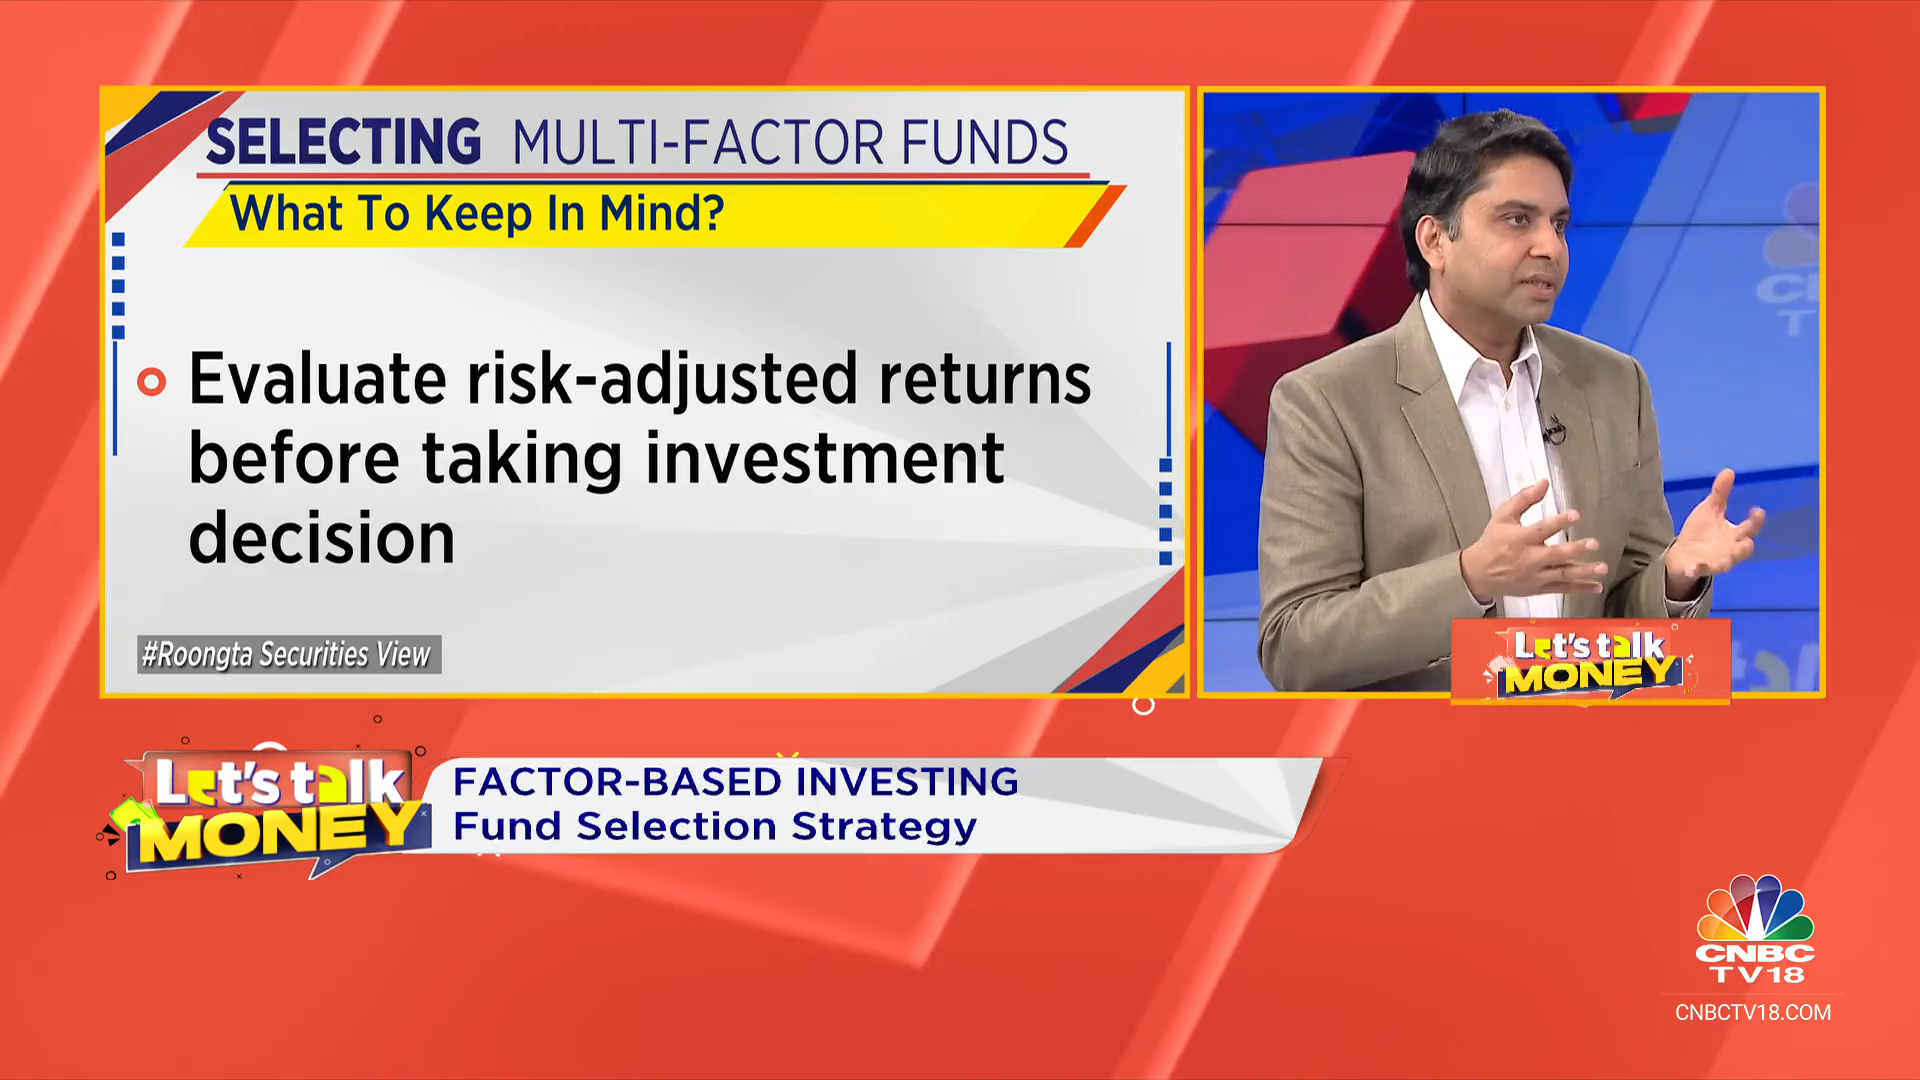 SELECTING MULTI-FACTOR FUNDS
What To Keep In Mind?
Evaluate risk-adjusted returns
before taking investment
decision
#Roongta Securities View
CN
T
Let's talk
MONEY
Let's talk
MONEY
FACTOR-BASED INVESTING
Fund Selection Strategy
CNBC
TV18
CNBCTV18.COM